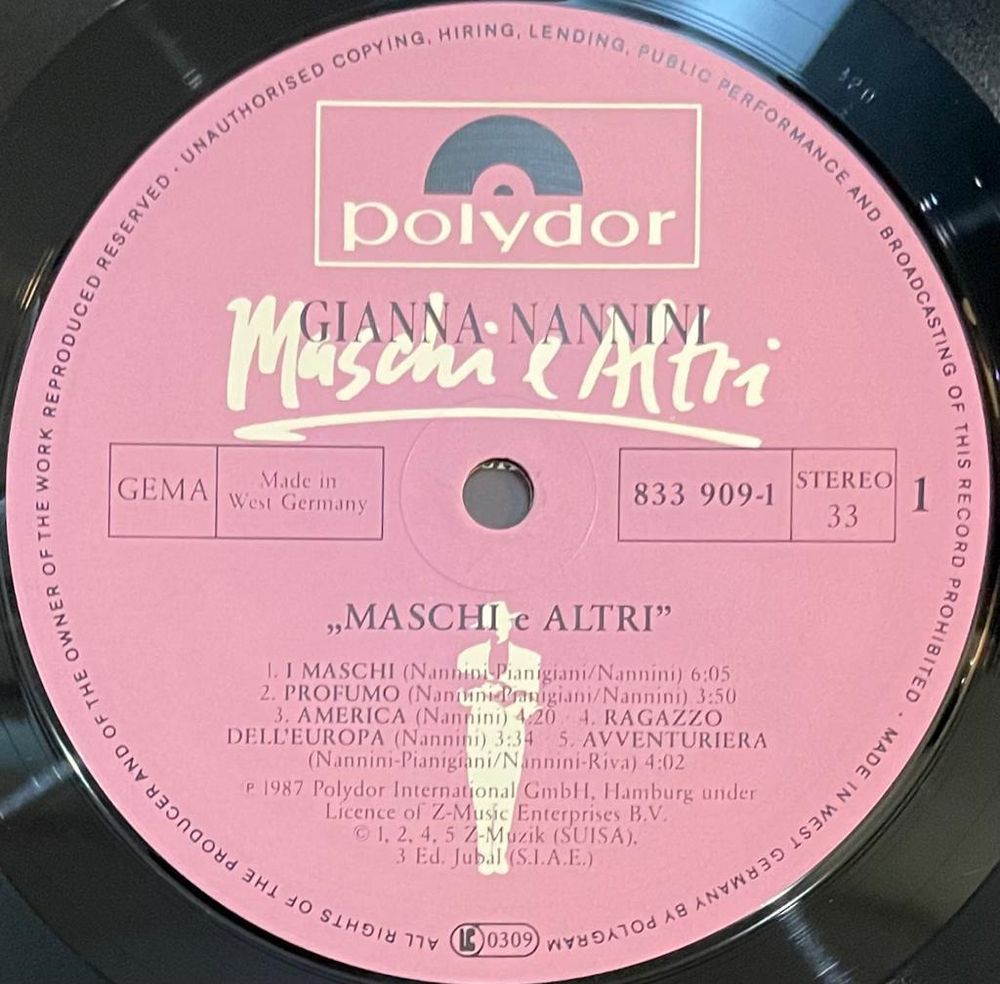 ALL RIGHTS OF THE PRODUCER AND OF THE OWNER OF THE WORK REPRODUCED RESERVED · UNAUTHORISED COPYING, HIRING, LENDING, PUBLIC PERFORMANCE AND BROADCASTING OF THIS RECORD PROHIBITED · MADE IN WEST GERMANY BY POLYGRAM
polydor
GIANNA NANNINI
Maschi e Altri
GEMA
Made in
West Germany
833 909-1
STEREO
33
1
„MASCHI e ALTRI”
1. I MASCHI (Nannini-Pianigiani/Nannini) 6:05
2. PROFUMO (Nannini-Pianigiani/Nannini) 3:50
3. AMERICA (Nannini) 4:20 · 4. RAGAZZO
DELL'EUROPA (Nannini) 3:34 · 5. AVVENTURIERA
(Nannini-Pianigiani/Nannini-Riva) 4:02
℗ 1987 Polydor International GmbH, Hamburg under
Licence of Z-Music Enterprises B.V.
© 1, 2, 4, 5 Z-Muzik (SUISA),
3 Ed. Jubal (S.I.A.E.)
LC 0309